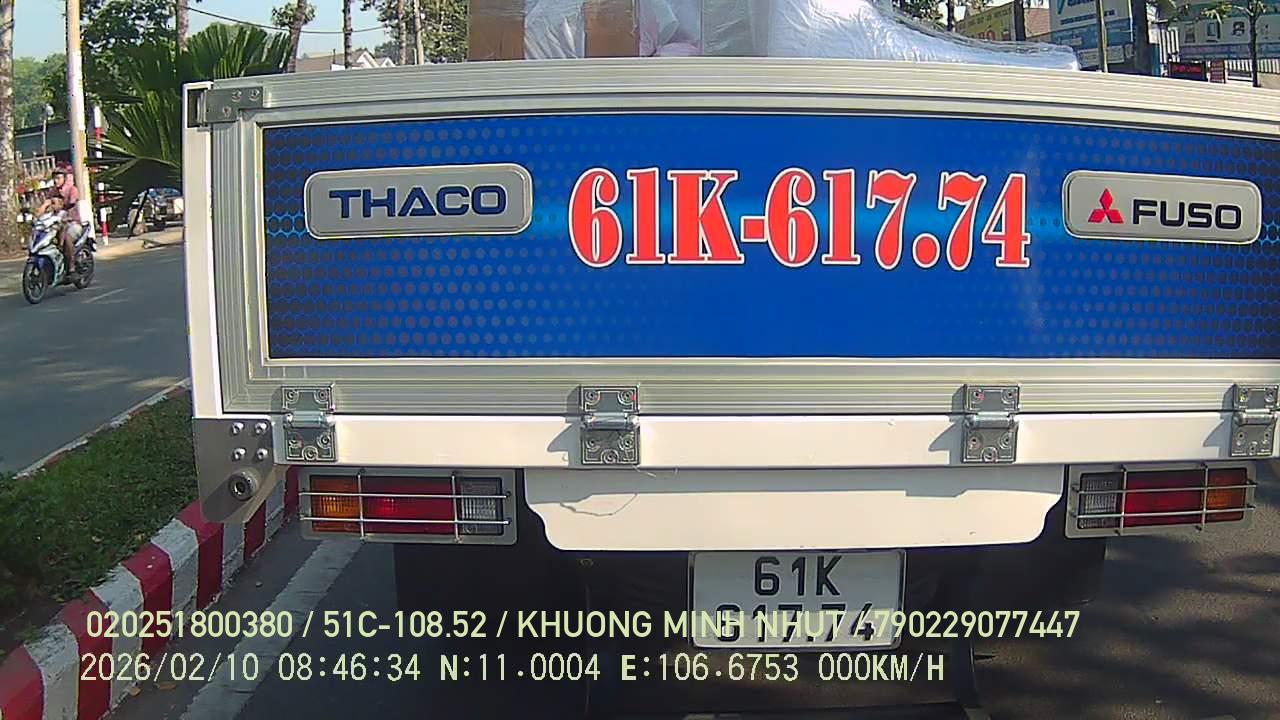 THACO
61K-617.74
FUSO
61K
617.74
020251800380 / 51C-108.52 / KHUONG MINH NHUT / 790229077447
2026/02/10 08:46:34 N:11.0004 E:106.6753 000KM/H